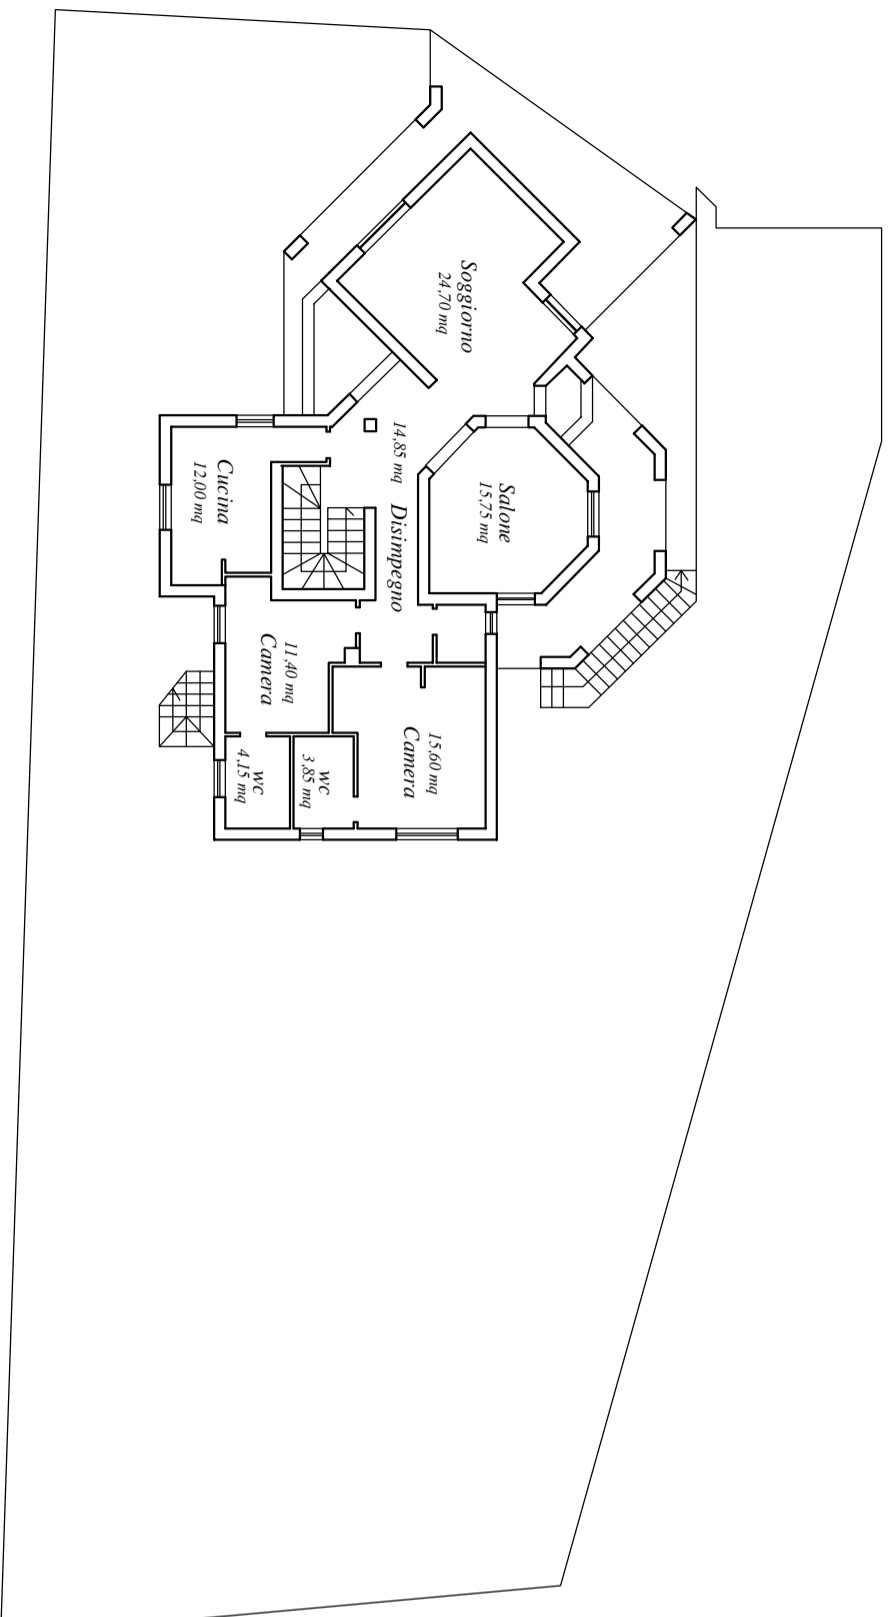 Soggiorno
24,70 mq
14,85 mq
Disimpegno
Salone
15,75 mq
Cucina
12,00 mq
11,40 mq
Camera
15,60 mq
Camera
wc
4,15 mq
wc
3,85 mq